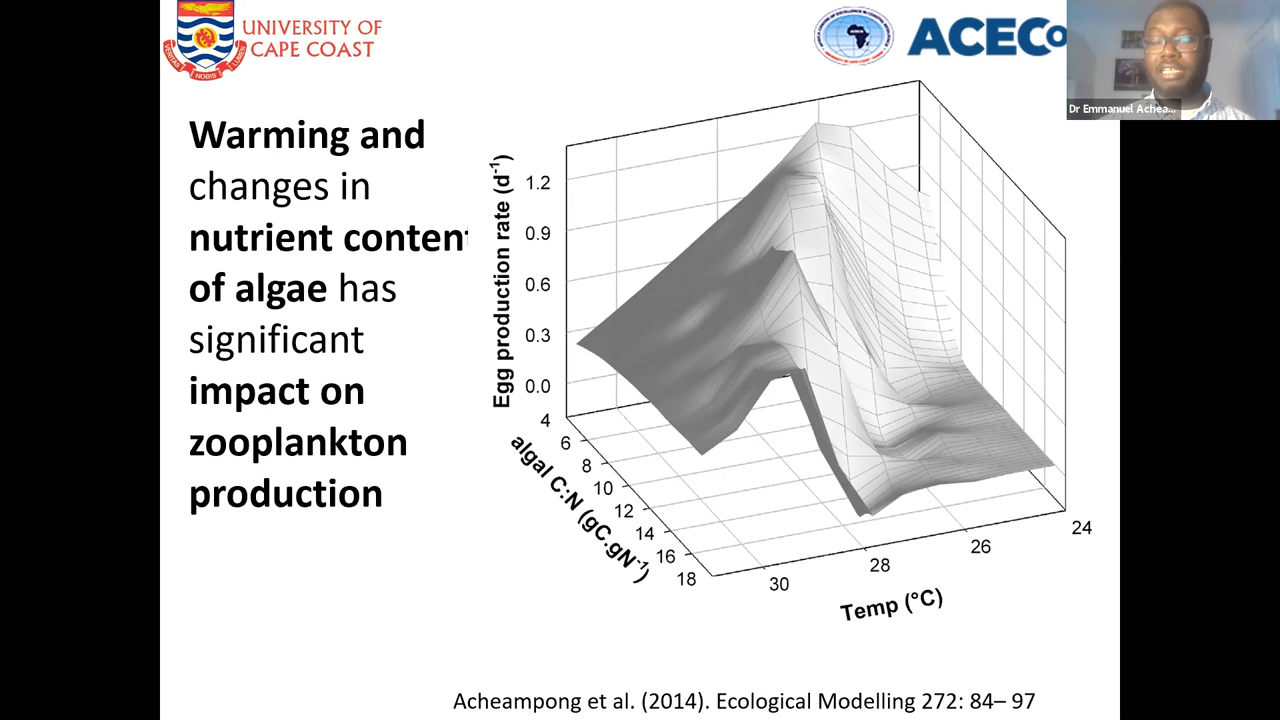 UNIVERSITY OF
CAPE COAST
VERITAS NOBIS LUMEN
ACECo
Dr Emmanuel Achea...
Warming and
changes in
nutrient content
of algae has
significant
impact on
zooplankton
production
Egg production rate (d⁻¹)
1.2
0.9
0.6
0.3
0.0
4
6
8
10
12
14
16
18
algal C:N (gC.gN⁻¹)
30
28
26
24
Temp (°C)
Acheampong et al. (2014). Ecological Modelling 272: 84– 97